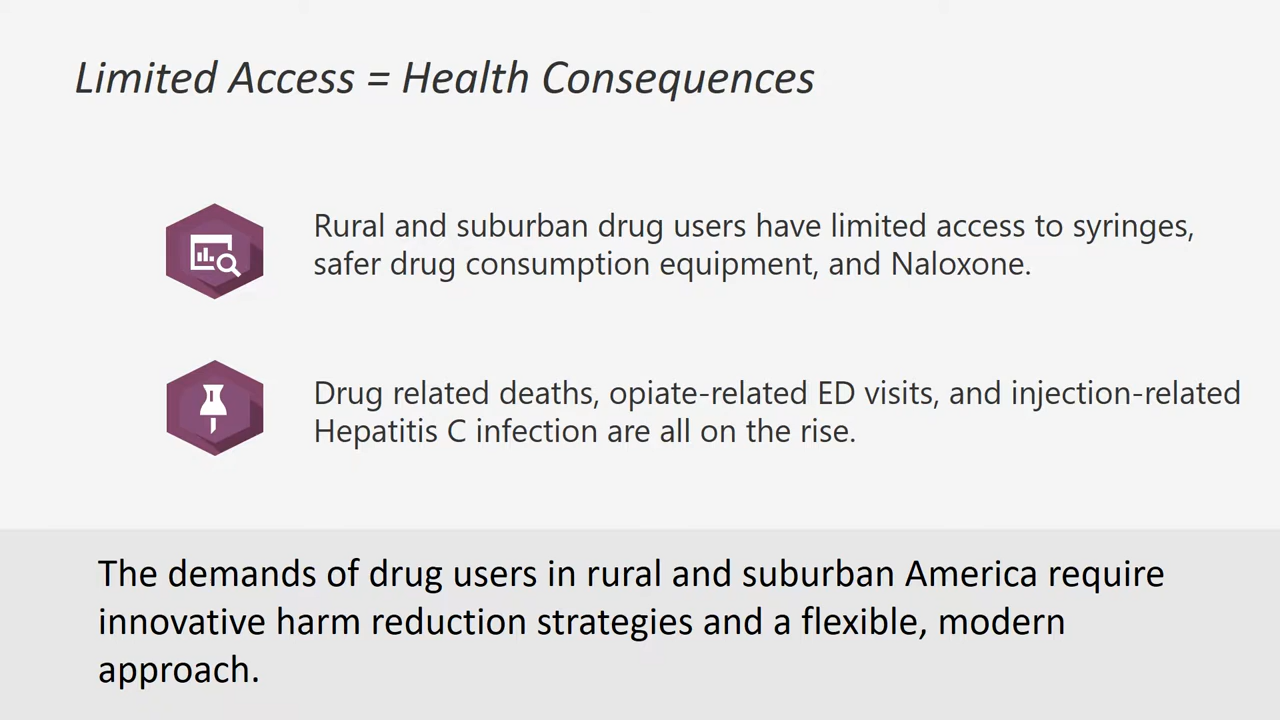 Limited Access = Health Consequences
Rural and suburban drug users have limited access to syringes,
safer drug consumption equipment, and Naloxone.
Drug related deaths, opiate-related ED visits, and injection-related
Hepatitis C infection are all on the rise.
The demands of drug users in rural and suburban America require
innovative harm reduction strategies and a flexible, modern
approach.